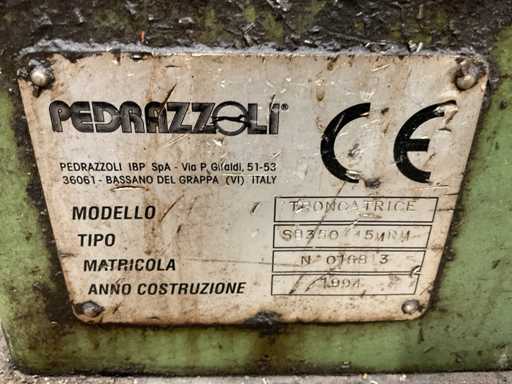 PEDRAZZOLI®
PEDRAZZOLI IBP SpA - Via P. Giraldi, 51-53
36061 - BASSANO DEL GRAPPA (VI) ITALY
CE
MODELLO TRONCATRICE
TIPO
MATRICOLA
ANNO COSTRUZIONE 1994